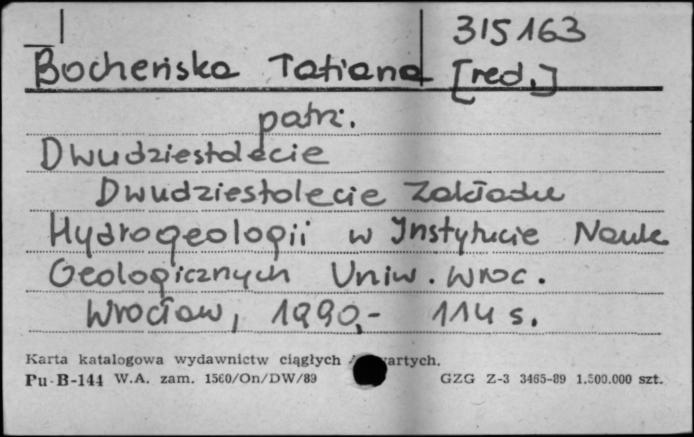 315163
Bocheńska Tatiana [red.]
patrz.
Dwudziestolecie
Dwudziestolecie Zakładu
Hydrogeologii w Instytucie Nauk
Geologicznych Uniw. Wroc.
Wrocław, 1990,- 114 s.
Karta katalogowa wydawnictw ciągłych wartych.
Pu-B-144 W.A. zam. 1560/On/DW/89 GZG Z-3 3465-89 1.500.000 szt.